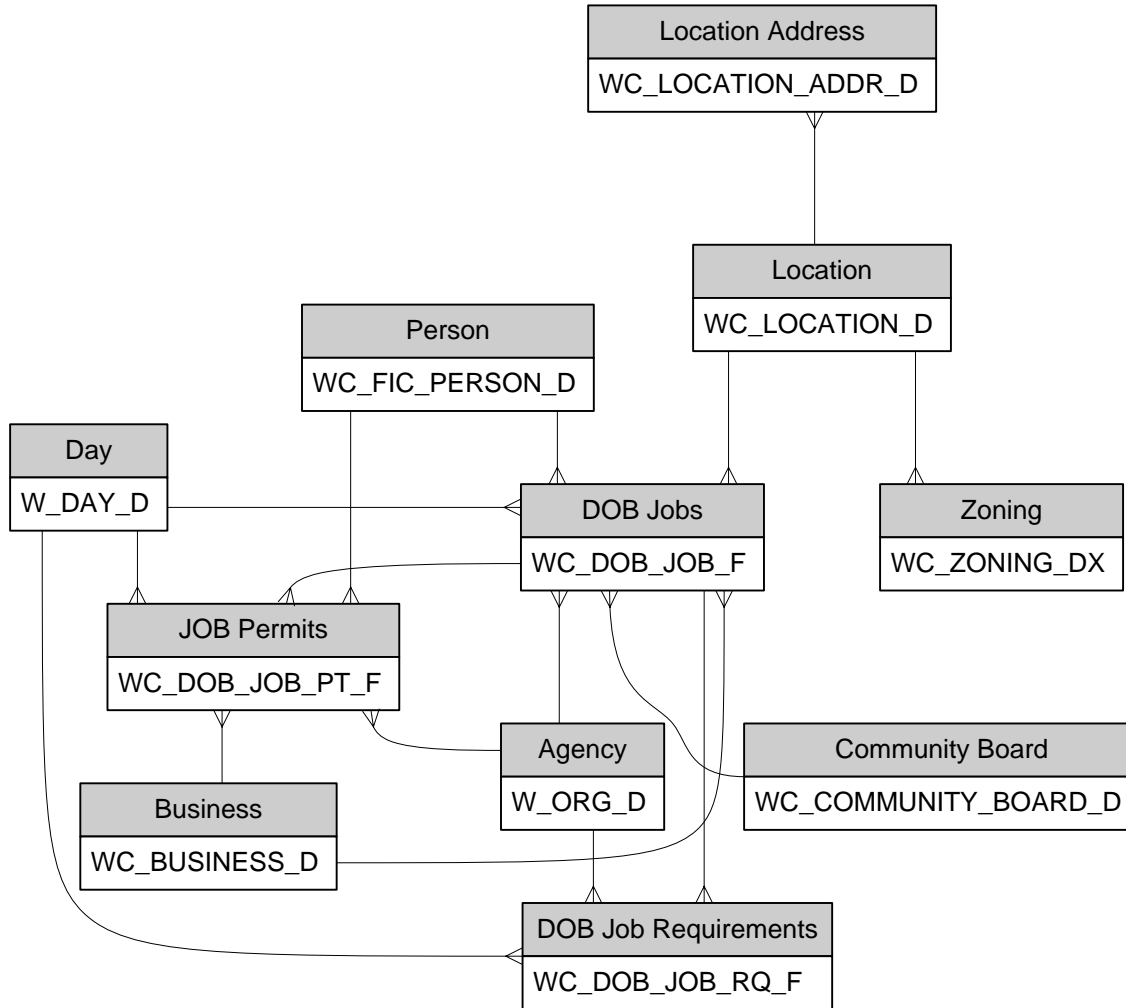 Location Address
WC_LOCATION_ADDR_D
Location
WC_LOCATION_D
Person
WC_FIC_PERSON_D
Day
W_DAY_D
DOB Jobs
WC_DOB_JOB_F
Zoning
WC_ZONING_DX
JOB Permits
WC_DOB_JOB_PT_F
Agency
W_ORG_D
Community Board
WC_COMMUNITY_BOARD_D
Business
WC_BUSINESS_D
DOB Job Requirements
WC_DOB_JOB_RQ_F